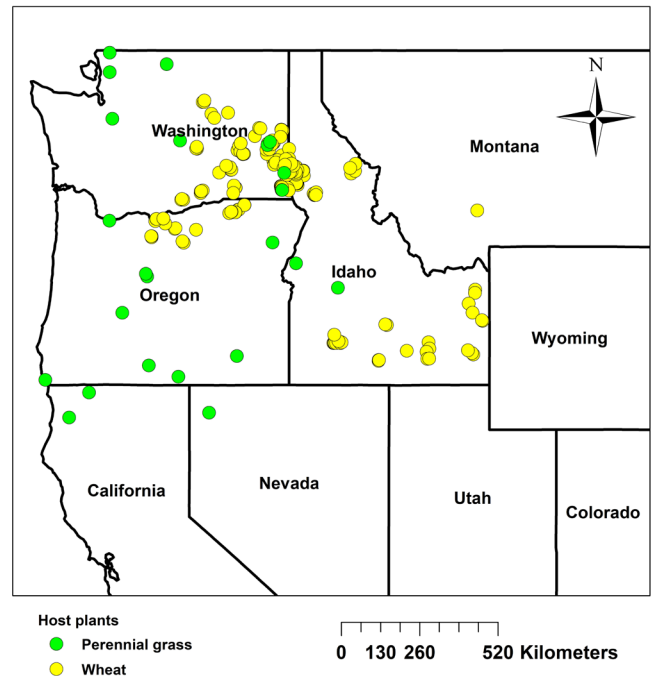 N
Washington
Montana
Idaho
Oregon
Wyoming
California
Nevada
Utah
Colorado
Host plants
Perennial grass
Wheat
0 130 260 520 Kilometers